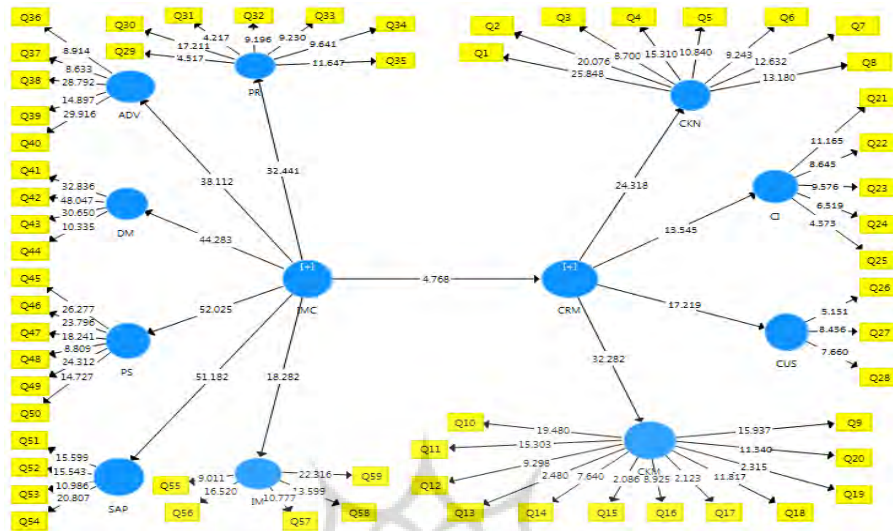 Q36
Q37
Q38
Q39
Q40
8.914
8.633
28.792
14.897
29.916
ADV
Q29
Q30
Q31
Q32
Q33
Q34
Q35
4.517
17.211
4.217
9.196
9.230
9.641
11.647
PR
Q1
Q2
Q3
Q4
Q5
Q6
Q7
Q8
25.848
20.076
8.700
15.310
10.840
9.243
12.632
13.180
CKN
Q21
Q22
Q23
Q24
Q25
11.165
8.645
9.576
6.519
4.573
CI
Q41
Q42
Q43
Q44
32.836
48.047
30.650
10.335
DM
38.112
32.441
44.283
52.025
51.182
18.282
[+]
IMC
4.768
[+]
CRM
24.318
15.545
17.219
32.282
Q45
Q46
Q47
Q48
Q49
Q50
26.277
23.796
18.241
8.809
24.312
14.727
PS
Q26
Q27
Q28
5.151
8.456
7.660
CUS
Q51
Q52
Q53
Q54
15.599
15.543
10.986
20.807
SAP
Q55
Q56
Q57
Q58
Q59
9.011
16.520
10.777
13.599
22.316
IM
Q10
Q11
Q12
Q13
Q14
Q15
Q16
Q17
Q18
Q19
Q20
Q9
19.480
15.303
9.298
2.480
7.640
2.086
8.925
2.123
11.817
2.315
11.540
15.937
CKM